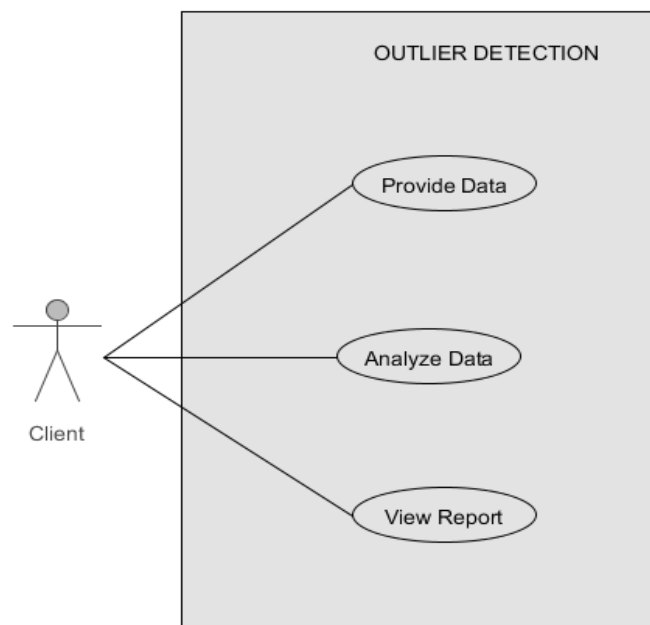 OUTLIER DETECTION
Provide Data
Analyze Data
Client
View Report